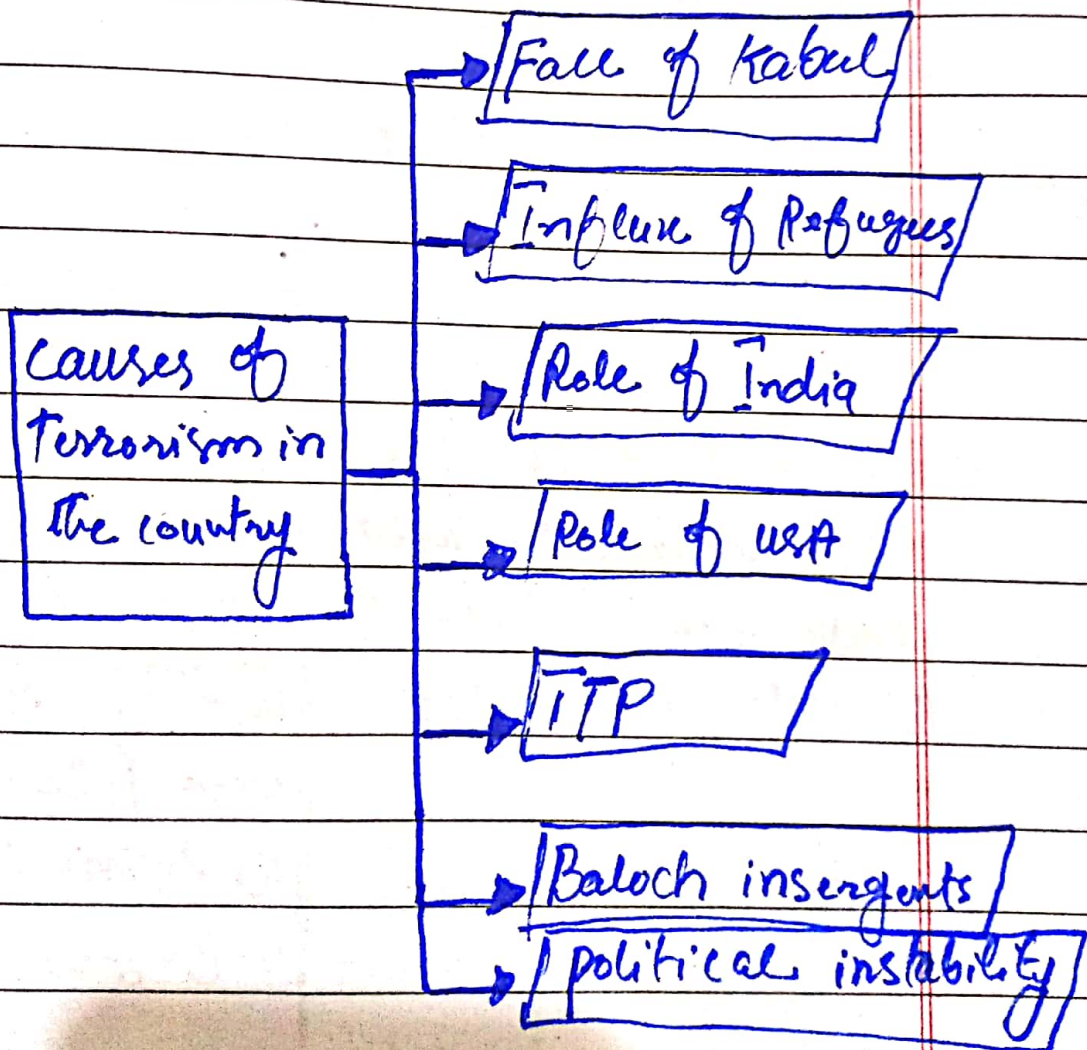 Fall of Kabul
Influx of Refugees
Role of India
causes of
Terrorism in
the country
Role of USA
TTP
Baloch insergents
political instability